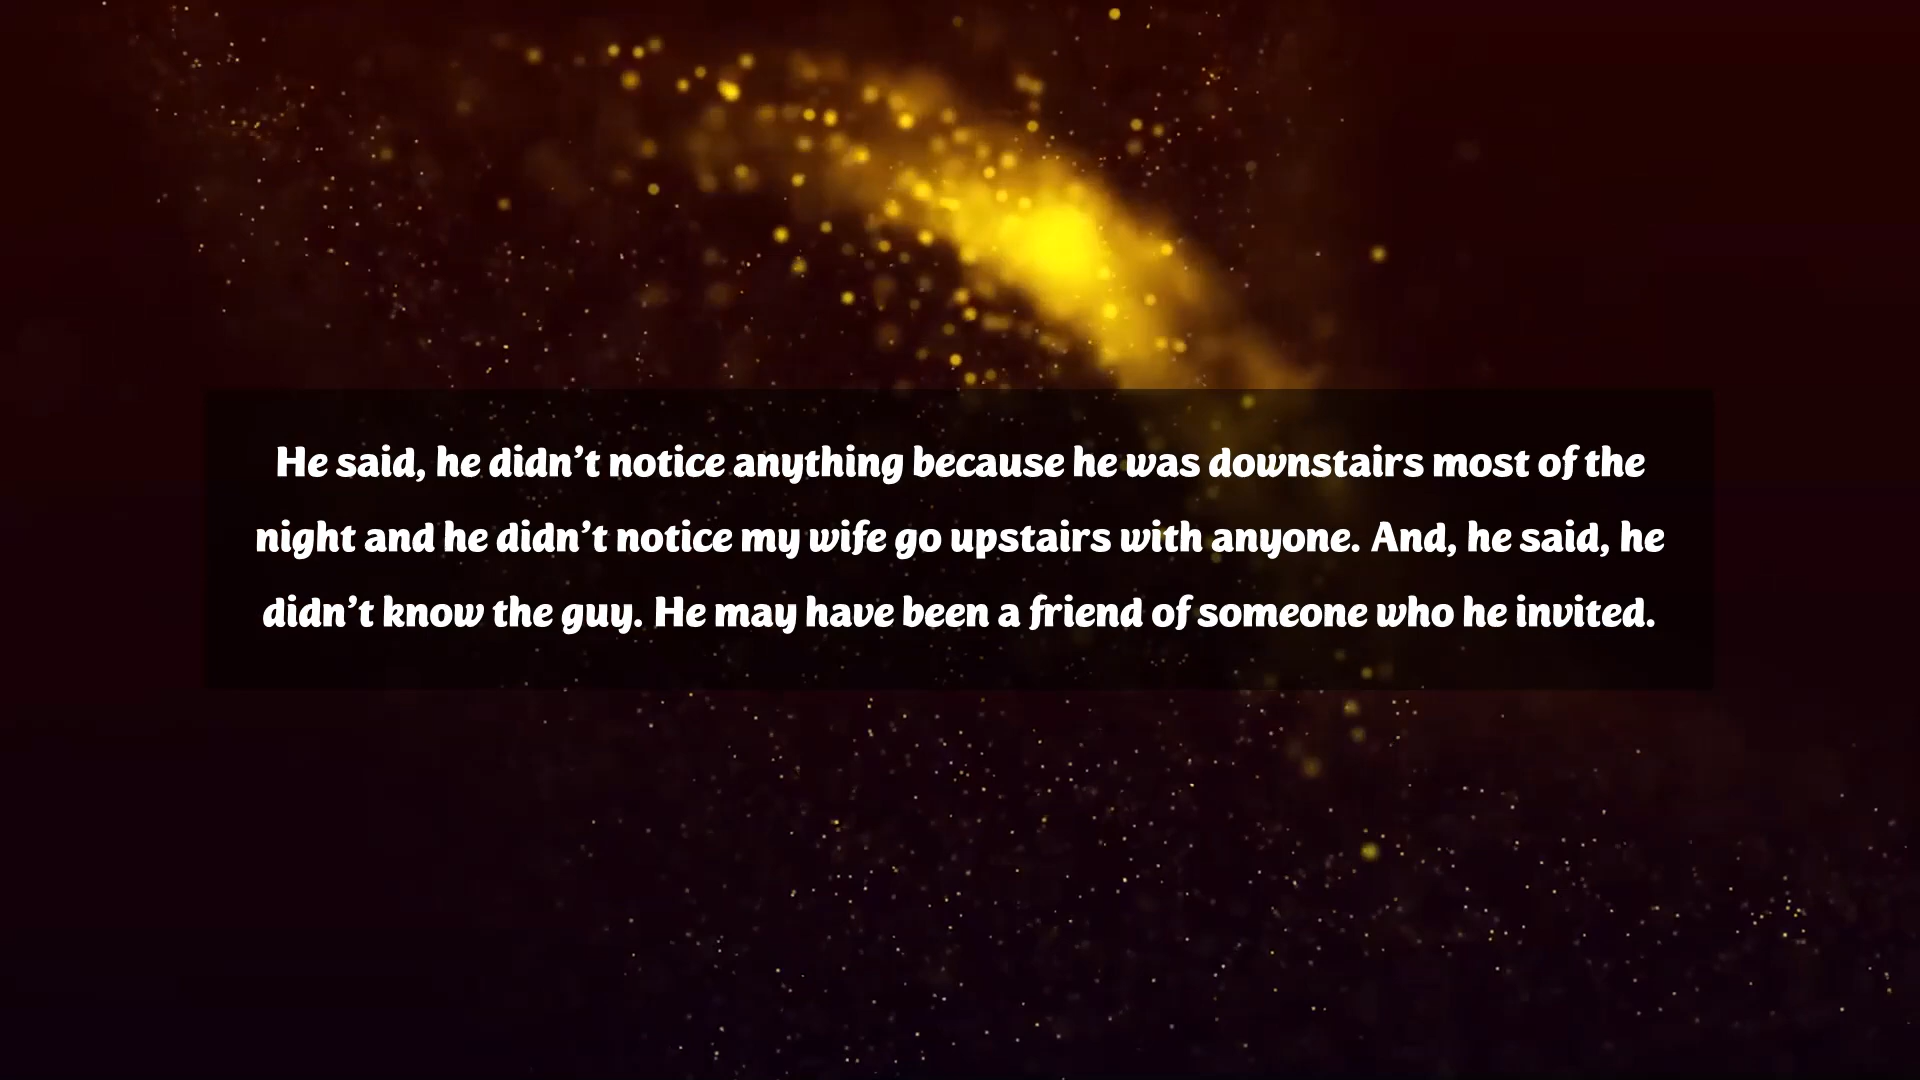 He said, he didn’t notice anything because he was downstairs most of the
night and he didn’t notice my wife go upstairs with anyone. And, he said, he
didn’t know the guy. He may have been a friend of someone who he invited.